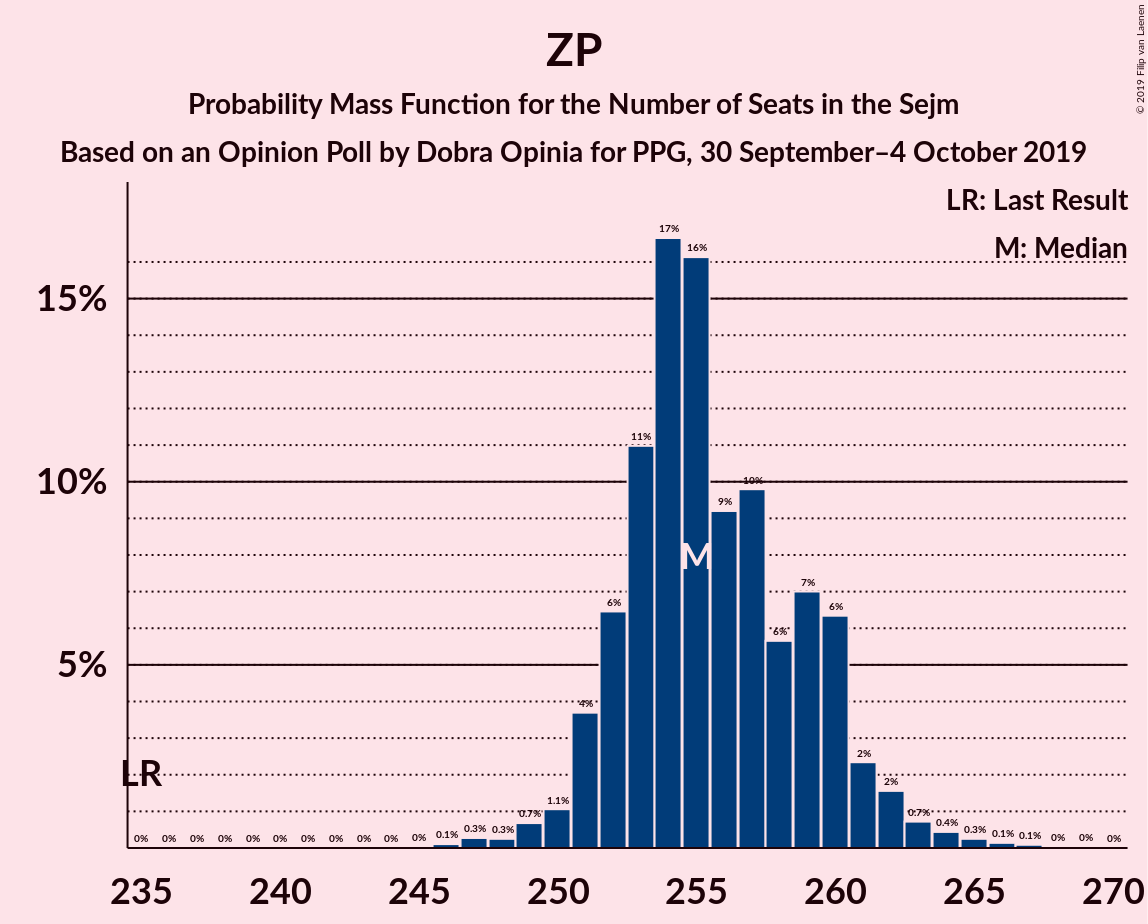 ZP
Probability Mass Function for the Number of Seats in the Sejm
Based on an Opinion Poll by Dobra Opinia for PPG, 30 September–4 October 2019
© 2019 Filip van Laenen
LR: Last Result
M: Median
15%
10%
5%
17%
16%
11%
10%
9%
M
7%
6%
6%
6%
4%
LR
2%
2%
1.1%
0.7%
0.7%
0.4%
0% 0% 0% 0% 0% 0% 0% 0% 0% 0% 0% 0.1% 0.3% 0.3% 0.3% 0.1% 0.1% 0% 0% 0%
235 240 245 250 255 260 265 270